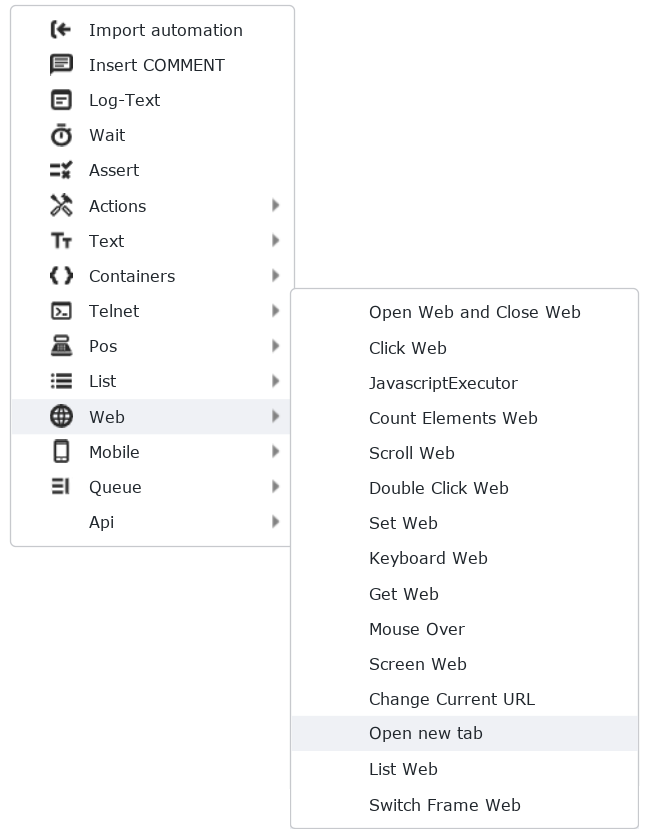 Import automation
Insert COMMENT
Log-Text
Wait
Assert
Actions
Text
Containers
Telnet
Pos
List
Web
Mobile
Queue
Api
Open Web and Close Web
Click Web
JavascriptExecutor
Count Elements Web
Scroll Web
Double Click Web
Set Web
Keyboard Web
Get Web
Mouse Over
Screen Web
Change Current URL
Open new tab
List Web
Switch Frame Web